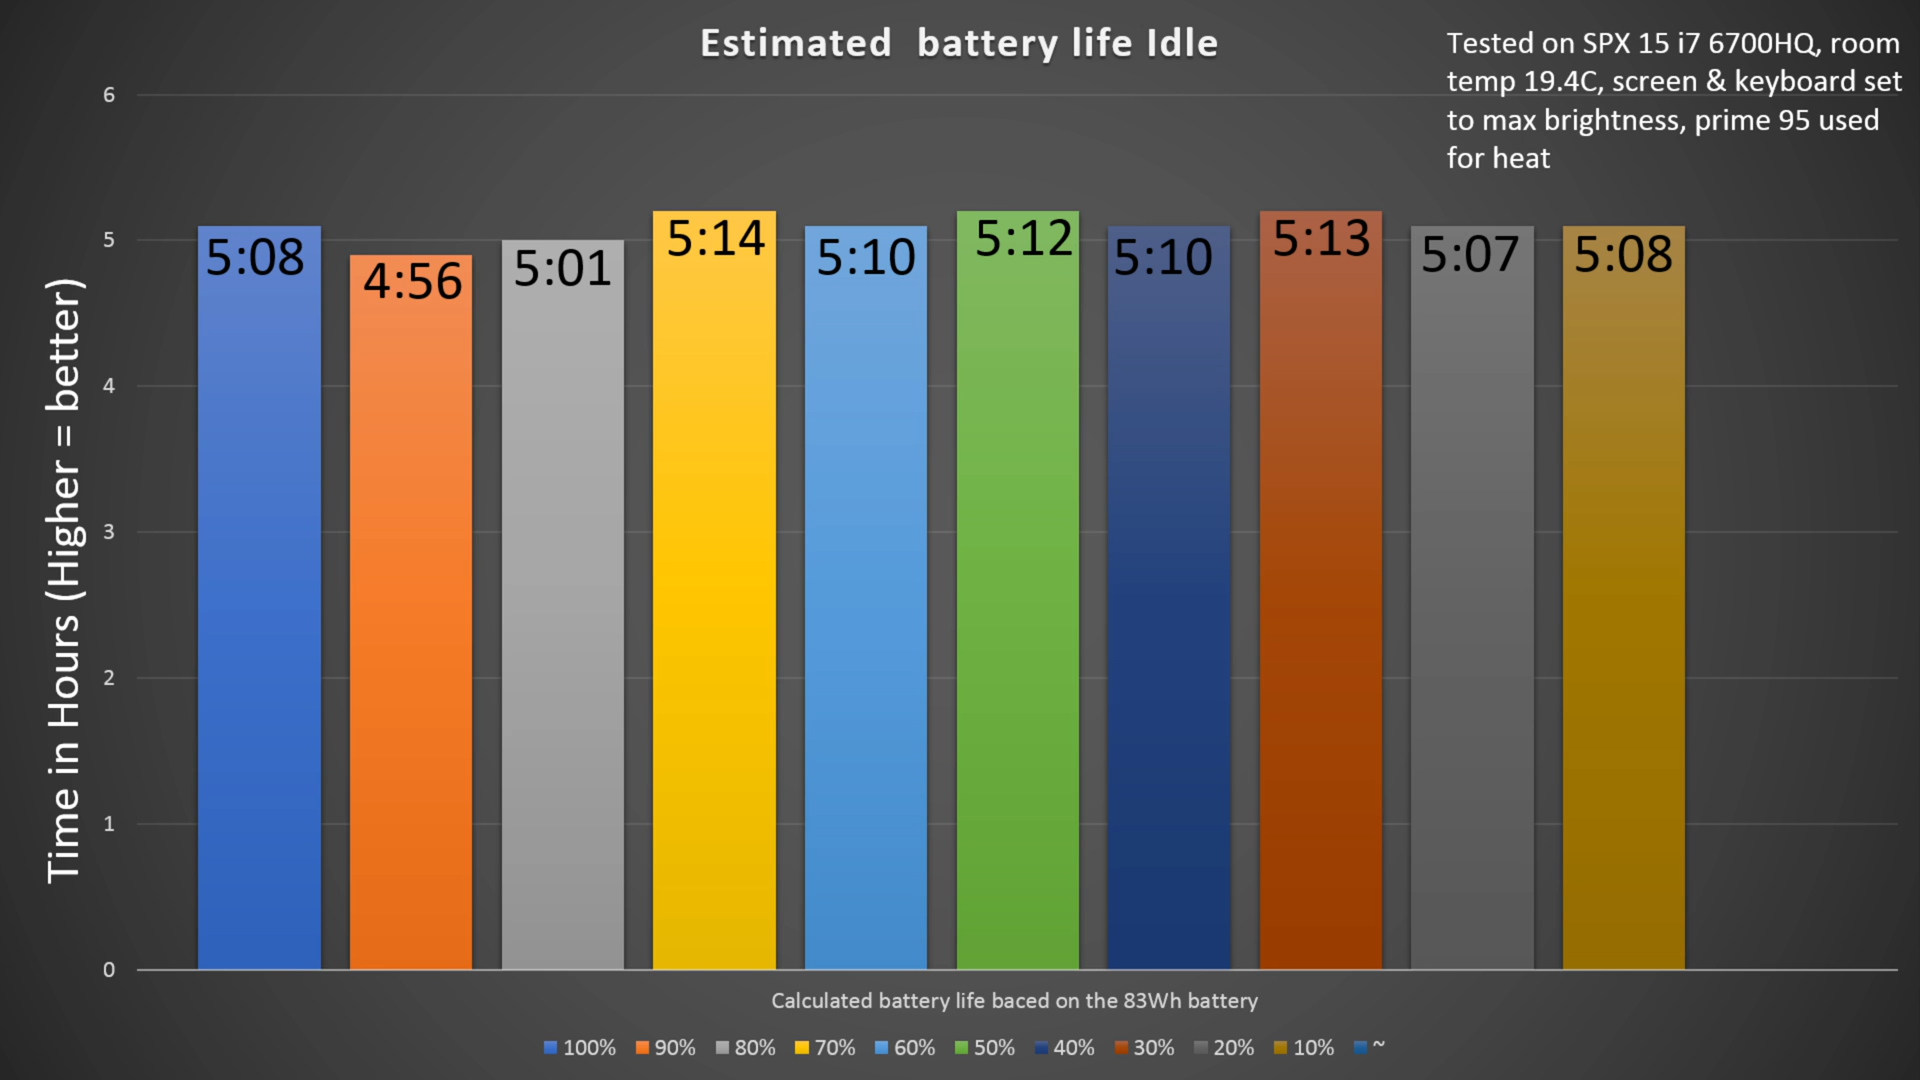 Estimated  battery life Idle
Tested on SPX 15 i7 6700HQ, room
temp 19.4C, screen & keyboard set
to max brightness, prime 95 used
for heat
Time in Hours (Higher = better)
6
5
4
3
2
1
0
5:08
4:56
5:01
5:14
5:10
5:12
5:10
5:13
5:07
5:08
Calculated battery life baced on the 83Wh battery
100% 90% 80% 70% 60% 50% 40% 30% 20% 10% ~